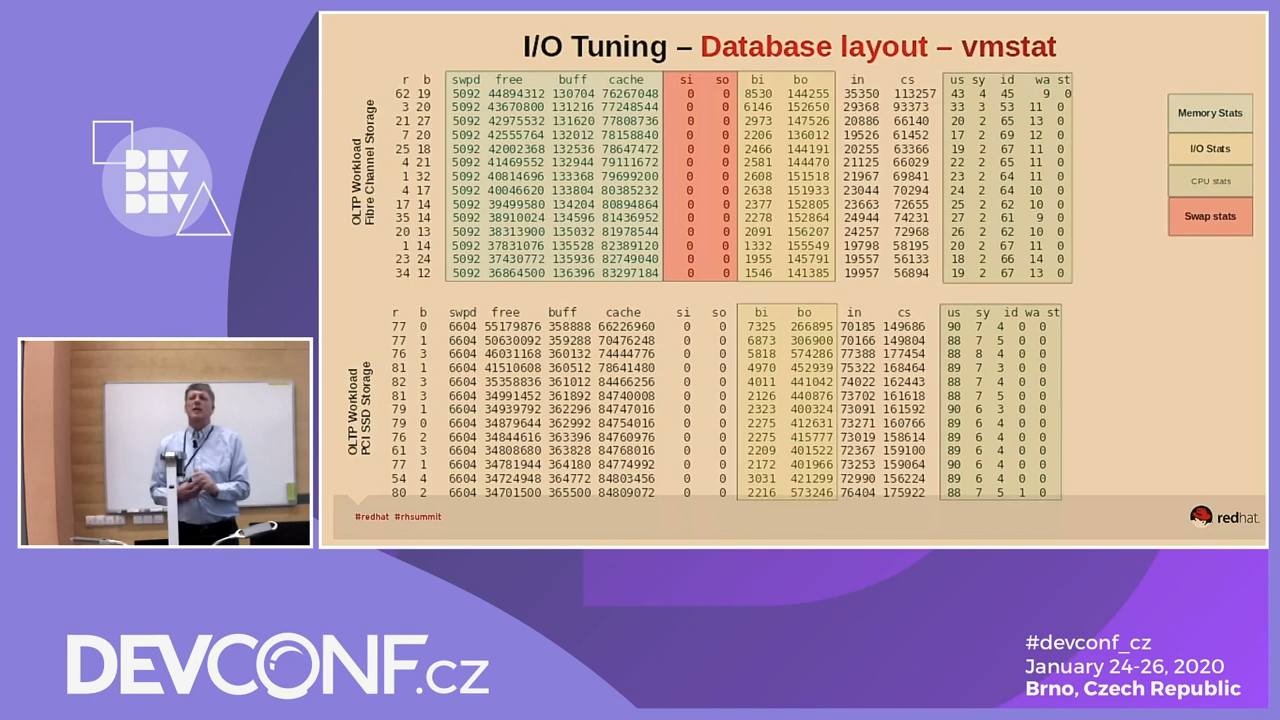 DEV
DEV
DEV
I/O Tuning – Database layout – vmstat
OLTP Workload
Fibre Channel Storage
r b swpd free buff cache si so bi bo in cs us sy id wa st
62 19 5092 44894312 130704 76267048 0 0 8530 144255 35350 113257 43 4 45 9 0
3 20 5092 43670800 131216 77248544 0 0 6146 152650 29368 93373 33 3 53 11 0
21 27 5092 42975532 131620 77808736 0 0 2973 147526 20886 66140 20 2 65 13 0
7 20 5092 42555764 132012 78158840 0 0 2206 136012 19526 61452 17 2 69 12 0
25 18 5092 42002368 132536 78647472 0 0 2466 144191 20255 63366 19 2 67 11 0
4 21 5092 41469552 132944 79111672 0 0 2581 144470 21125 66029 22 2 65 11 0
1 32 5092 40814696 133368 79699200 0 0 2608 151518 21967 69841 23 2 64 11 0
4 17 5092 40046620 133804 80385232 0 0 2638 151933 23044 70294 24 2 64 10 0
17 14 5092 39499580 134204 80894864 0 0 2377 152805 23663 72655 25 2 62 10 0
35 14 5092 38910024 134596 81436952 0 0 2278 152864 24944 74231 27 2 61 9 0
20 13 5092 38313900 135032 81978544 0 0 2091 156207 24257 72968 26 2 62 10 0
1 14 5092 37831076 135528 82389120 0 0 1332 155549 19798 58195 20 2 67 11 0
23 24 5092 37430772 135936 82749040 0 0 1955 145791 19557 56133 18 2 66 14 0
34 12 5092 36864500 136396 83297184 0 0 1546 141385 19957 56894 19 2 67 13 0
Memory Stats
I/O Stats
CPU stats
Swap stats
OLTP Workload
PCI SSD Storage
r b swpd free buff cache si so bi bo in cs us sy id wa st
77 0 6604 55179876 358888 66226960 0 0 7325 266895 70185 149686 90 7 4 0 0
77 1 6604 50630092 359288 70476248 0 0 6873 306900 70166 149804 88 7 5 0 0
76 3 6604 46031168 360132 74444776 0 0 5818 574286 77388 177454 88 8 4 0 0
81 1 6604 41510608 360512 78641480 0 0 4970 452939 75322 168464 89 7 3 0 0
82 3 6604 35358836 361012 84466256 0 0 4011 441042 74022 162443 88 7 4 0 0
81 3 6604 34991452 361892 84740008 0 0 2126 440876 73702 161618 88 7 5 0 0
79 1 6604 34939792 362296 84747016 0 0 2323 400324 73091 161592 90 6 3 0 0
79 0 6604 34879644 362992 84754016 0 0 2275 412631 73271 160766 89 6 4 0 0
76 2 6604 34844616 363396 84760976 0 0 2275 415777 73019 158614 89 6 4 0 0
61 3 6604 34808680 363828 84768016 0 0 2209 401522 72367 159100 89 6 4 0 0
77 1 6604 34781944 364180 84774992 0 0 2172 401966 73253 159064 90 6 4 0 0
54 4 6604 34724948 364772 84803456 0 0 3031 421299 72990 156224 89 6 4 0 0
80 2 6604 34701500 365500 84809072 0 0 2216 573246 76404 175922 88 7 5 1 0
#redhat #rhsummit
redhat
DEVCONF.cz
#devconf_cz
January 24-26, 2020
Brno, Czech Republic